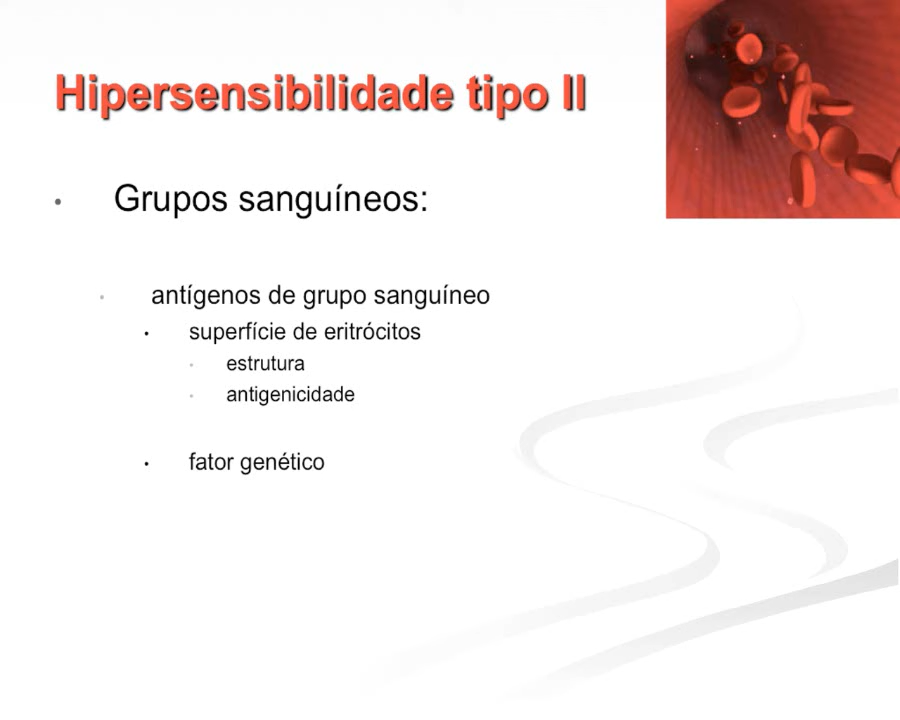 Hipersensibilidade tipo II
• Grupos sanguíneos:
• antígenos de grupo sanguíneo
• superfície de eritrócitos
• estrutura
• antigenicidade
• fator genético